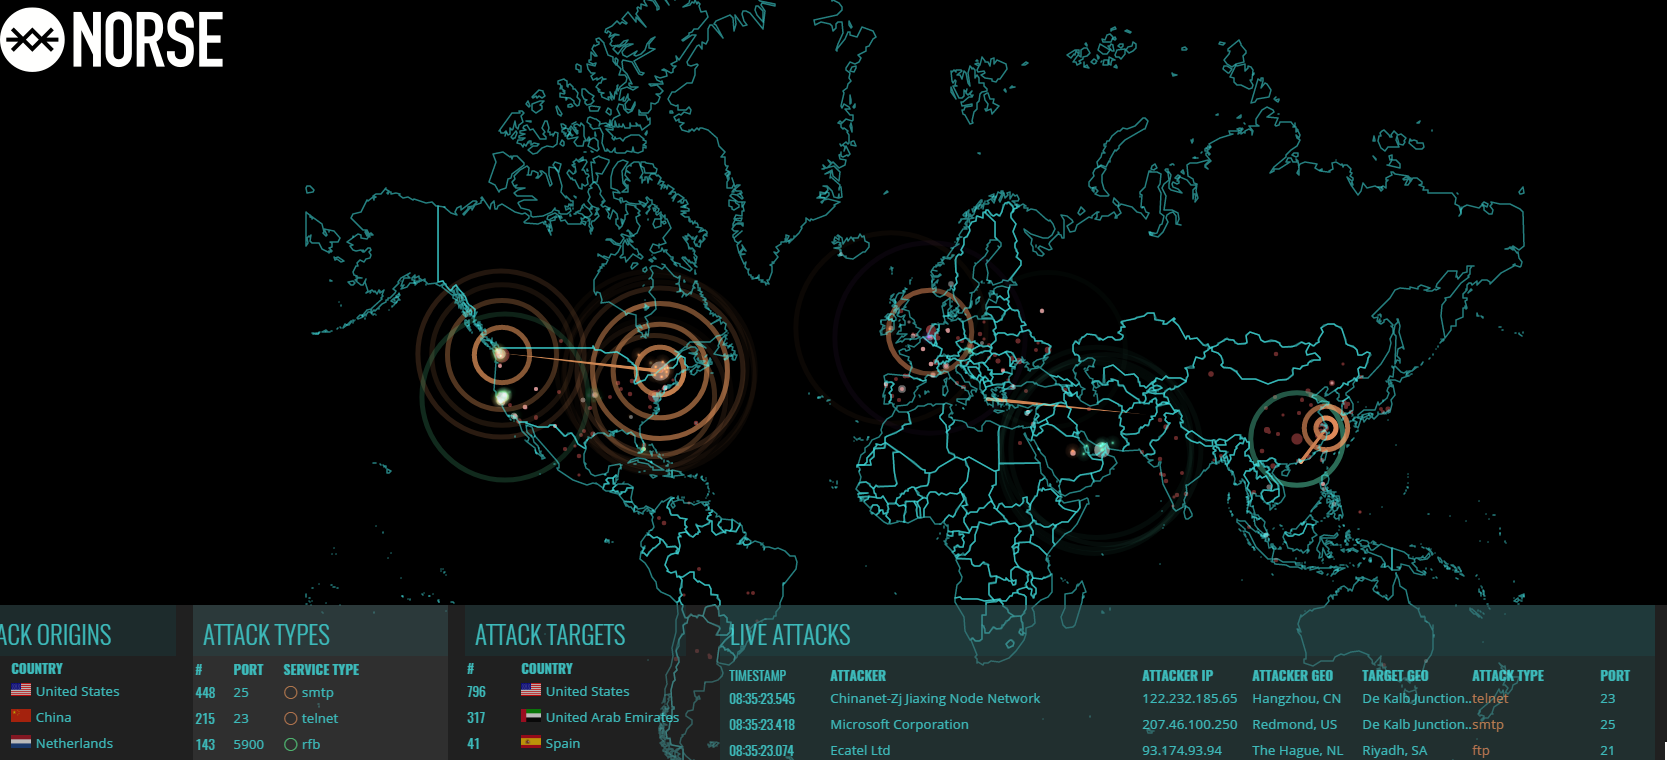 NORSE
ACK ORIGINS
COUNTRY
United States
China
Netherlands
ATTACK TYPES
# PORT SERVICE TYPE
448 25 smtp
215 23 telnet
143 5900 rfb
ATTACK TARGETS
# COUNTRY
796 United States
317 United Arab Emirates
41 Spain
LIVE ATTACKS
TIMESTAMP ATTACKER ATTACKER IP ATTACKER GEO TARGET GEO ATTACK TYPE PORT
08:35:23.545 Chinanet-Zj Jiaxing Node Network 122.232.185.65 Hangzhou, CN De Kalb Junction.. telnet 23
08:35:23.418 Microsoft Corporation 207.46.100.250 Redmond, US De Kalb Junction.. smtp 25
08:35:23.074 Ecatel Ltd 93.174.93.94 The Hague, NL Riyadh, SA ftp 21